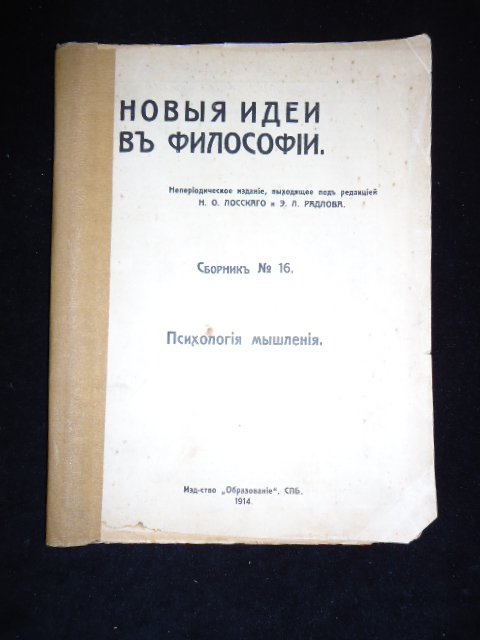 НОВЫЯ ИДЕИ
ВЪ ФИЛОСОФІИ.
Неперіодическое изданіе, выходящее подъ редакціей
Н. О. ЛОССКАГО и Э. Л. РАДЛОВА.
Сборникъ № 16.
Психологія мышленія.
Изд-ство „Образованіе“, СПБ.
1914.